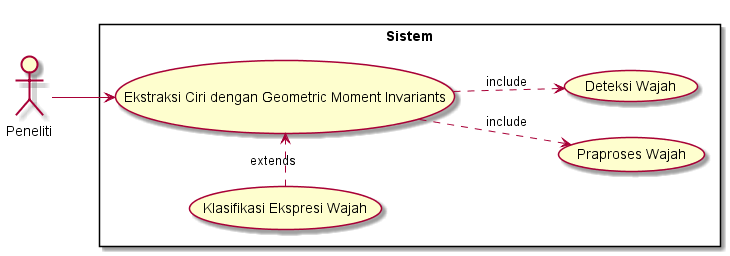 Sistem
Peneliti
Ekstraksi Ciri dengan Geometric Moment Invariants
include
Deteksi Wajah
include
Praproses Wajah
extends
Klasifikasi Ekspresi Wajah